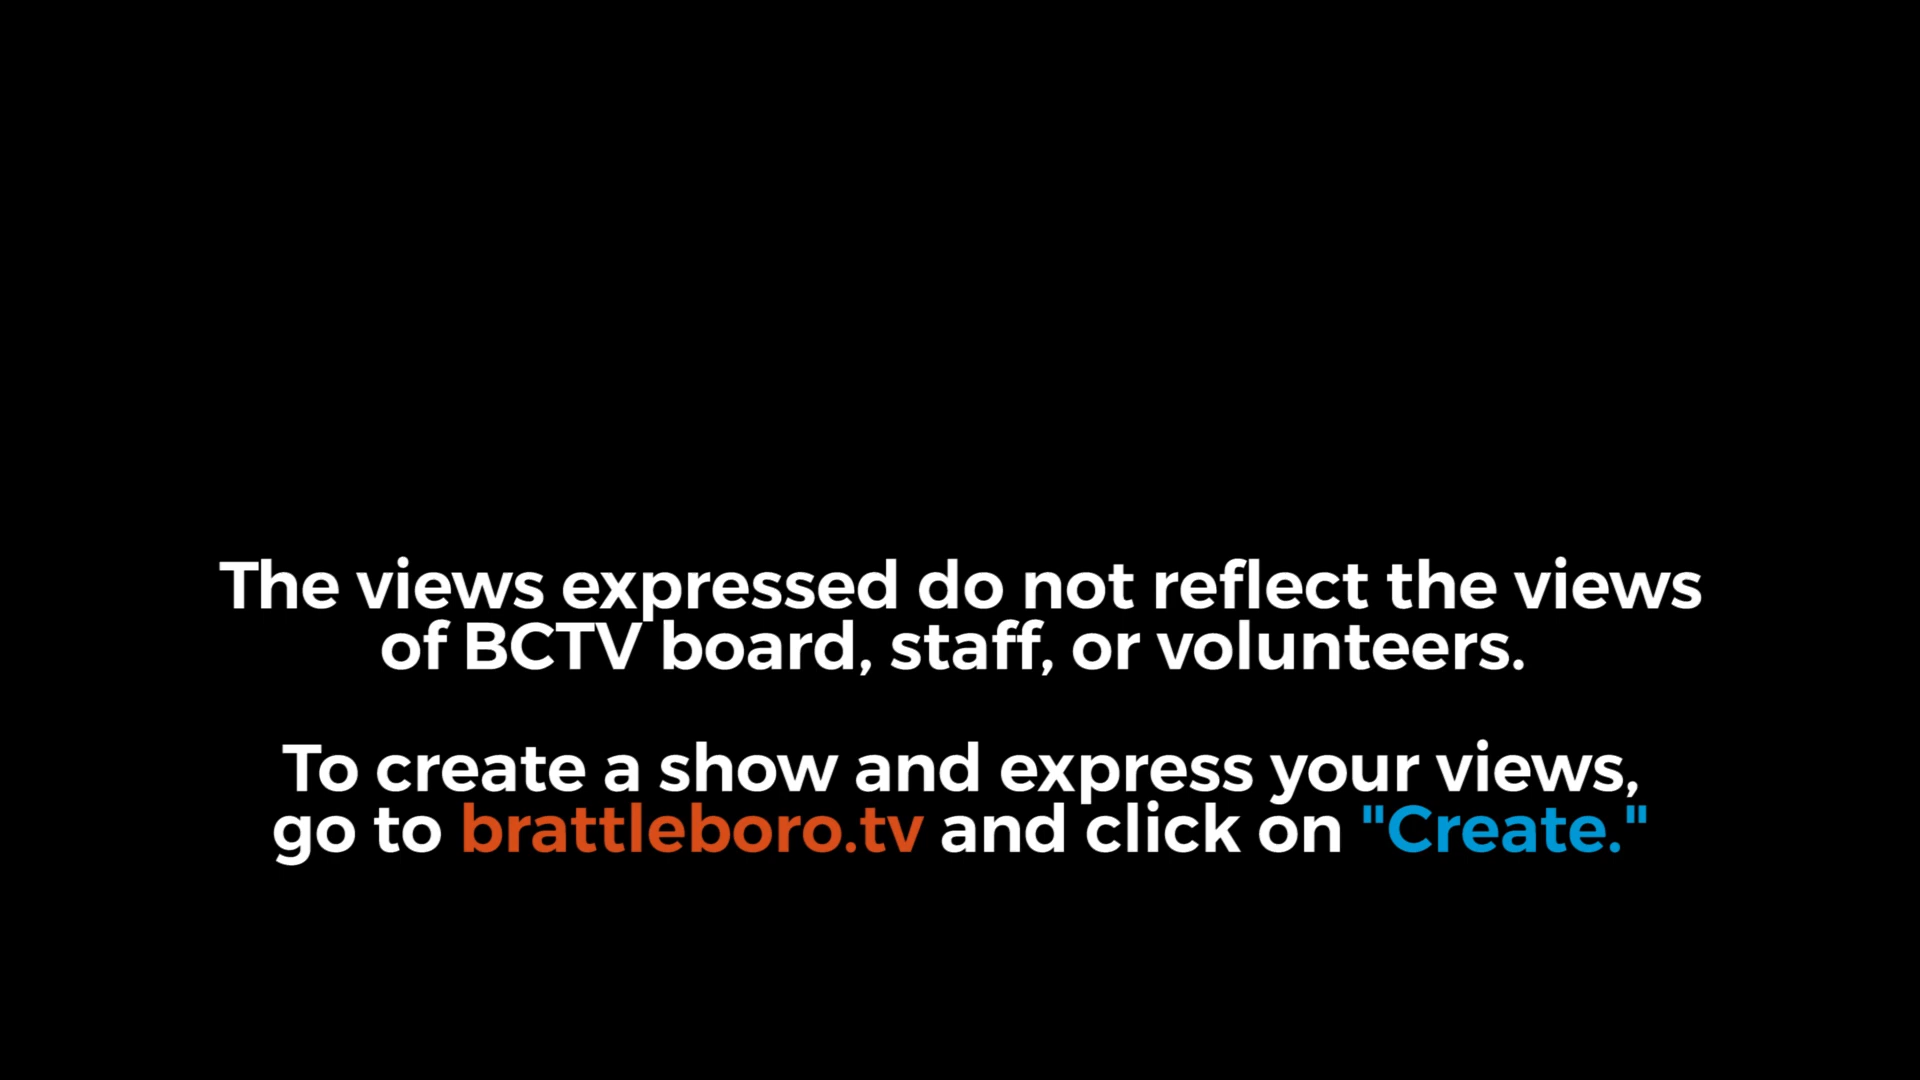 The views expressed do not reflect the views
of BCTV board, staff, or volunteers.
To create a show and express your views,
go to brattleboro.tv and click on "Create."